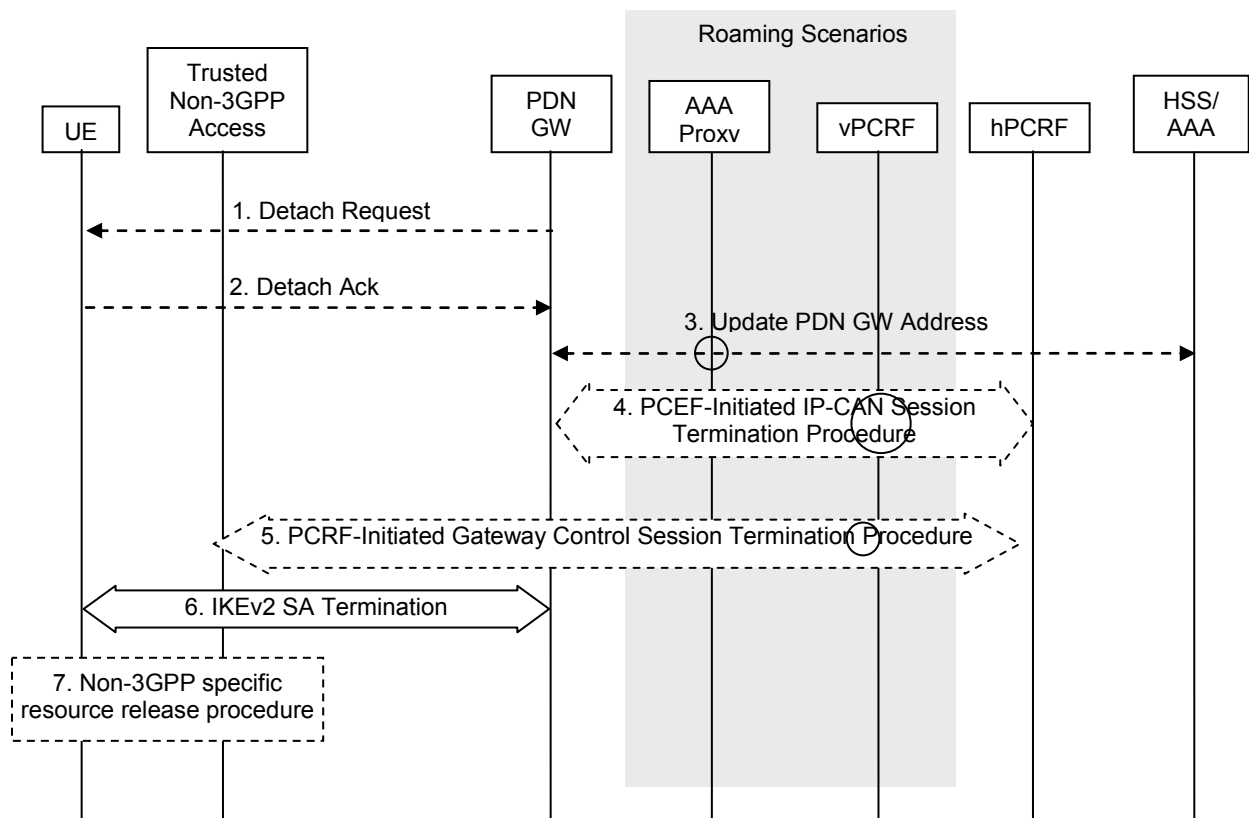 Roaming Scenarios
UE
Trusted
Non-3GPP
Access
PDN
GW
AAA
Proxv
vPCRF
hPCRF
HSS/
AAA
1. Detach Request
2. Detach Ack
3. Update PDN GW Address
4. PCEF-Initiated IP-CAN Session
Termination Procedure
5. PCRF-Initiated Gateway Control Session Termination Procedure
6. IKEv2 SA Termination
7. Non-3GPP specific
resource release procedure